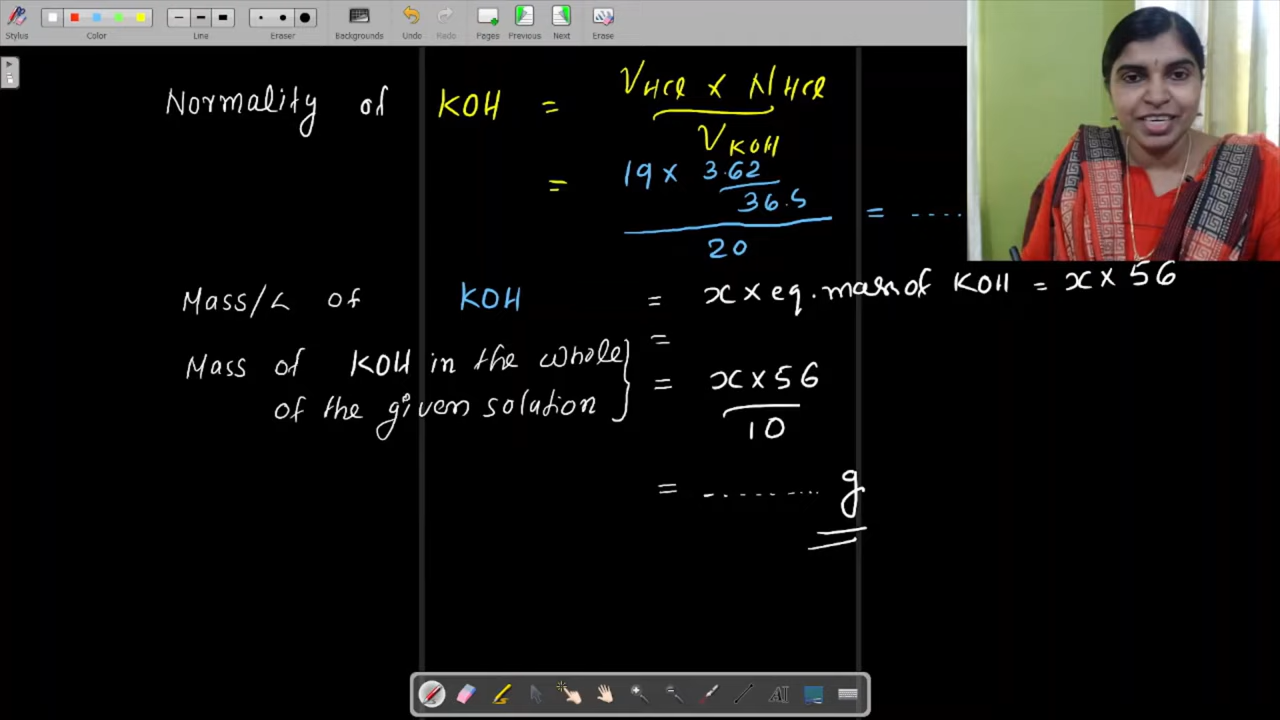 Stylus Color Line Eraser Backgrounds Undo Redo Pages Previous Next Erase
Normality of KOH = V HCl x N HCl
V KOH
= 19 x 3.62
36.5
20
= ....
Mass/L of KOH = x x eq. mass of KOH = x x 56
=
Mass of KOH in the whole
of the given solution } = x x 56
10
= .......... g
AI